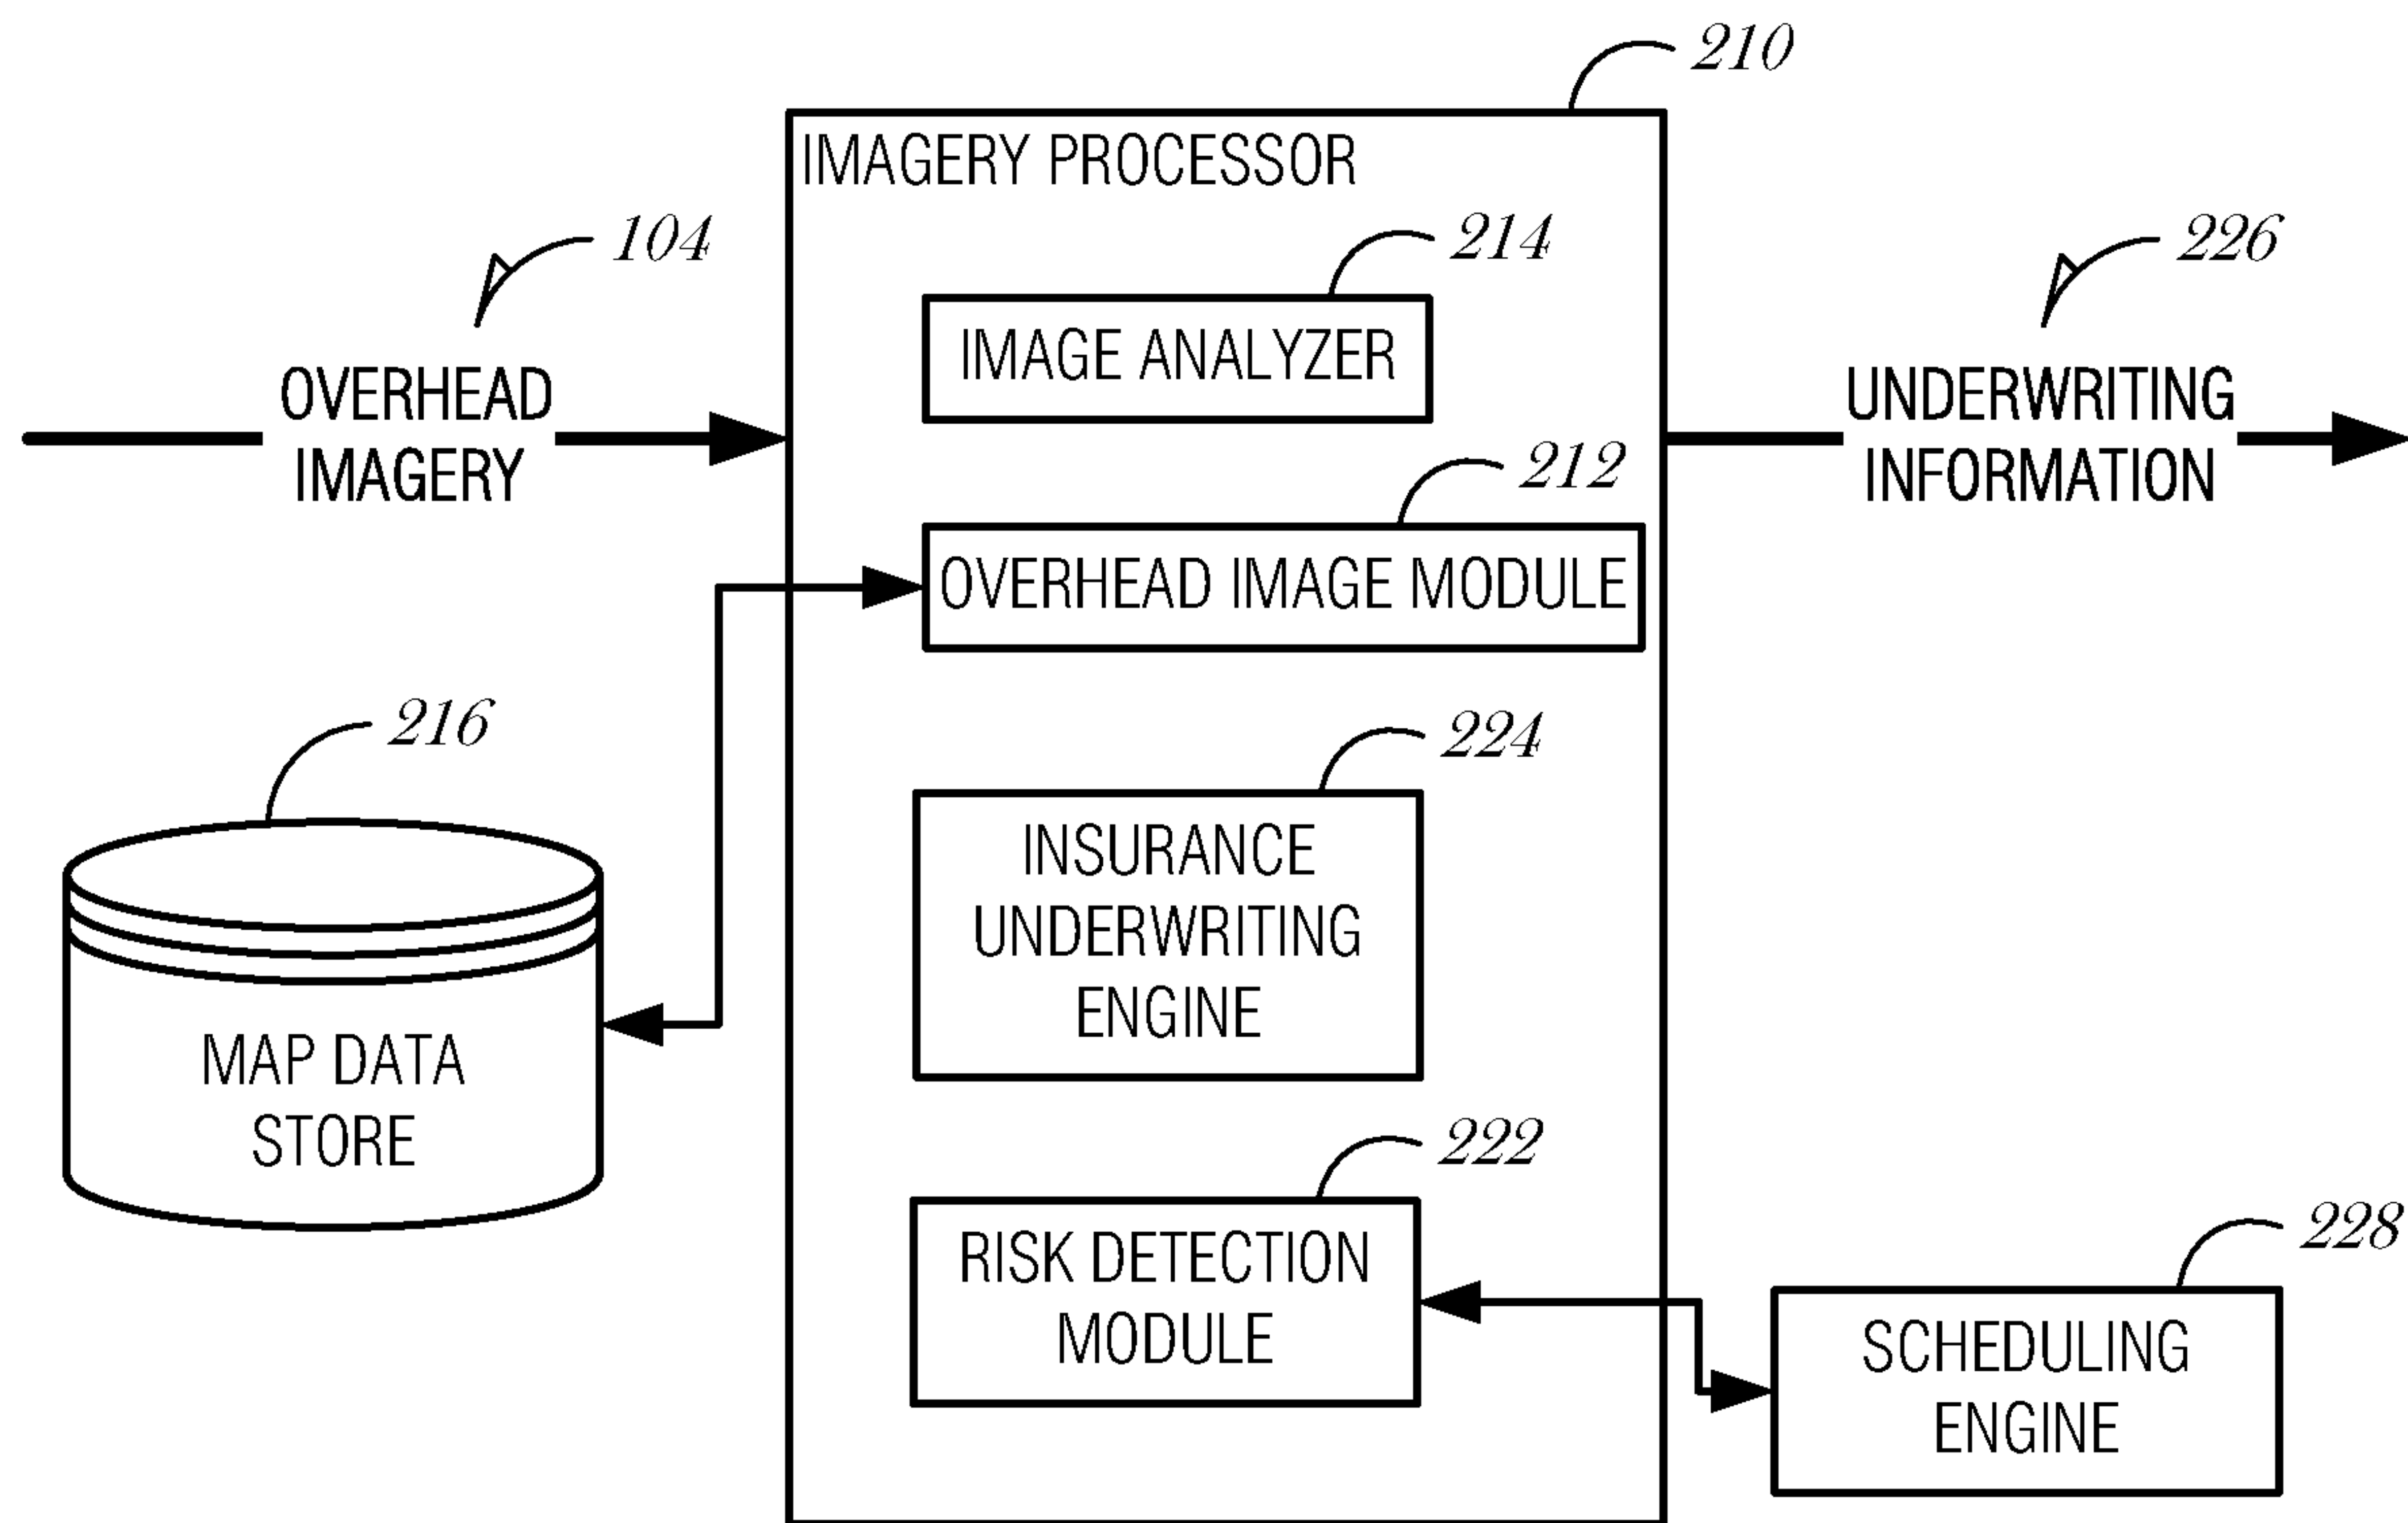 210
IMAGERY PROCESSOR
104
214
226
OVERHEAD
IMAGERY
IMAGE ANALYZER
UNDERWRITING
INFORMATION
212
OVERHEAD IMAGE MODULE
216
224
MAP DATA
STORE
INSURANCE
UNDERWRITING
ENGINE
222
RISK DETECTION
MODULE
228
SCHEDULING
ENGINE